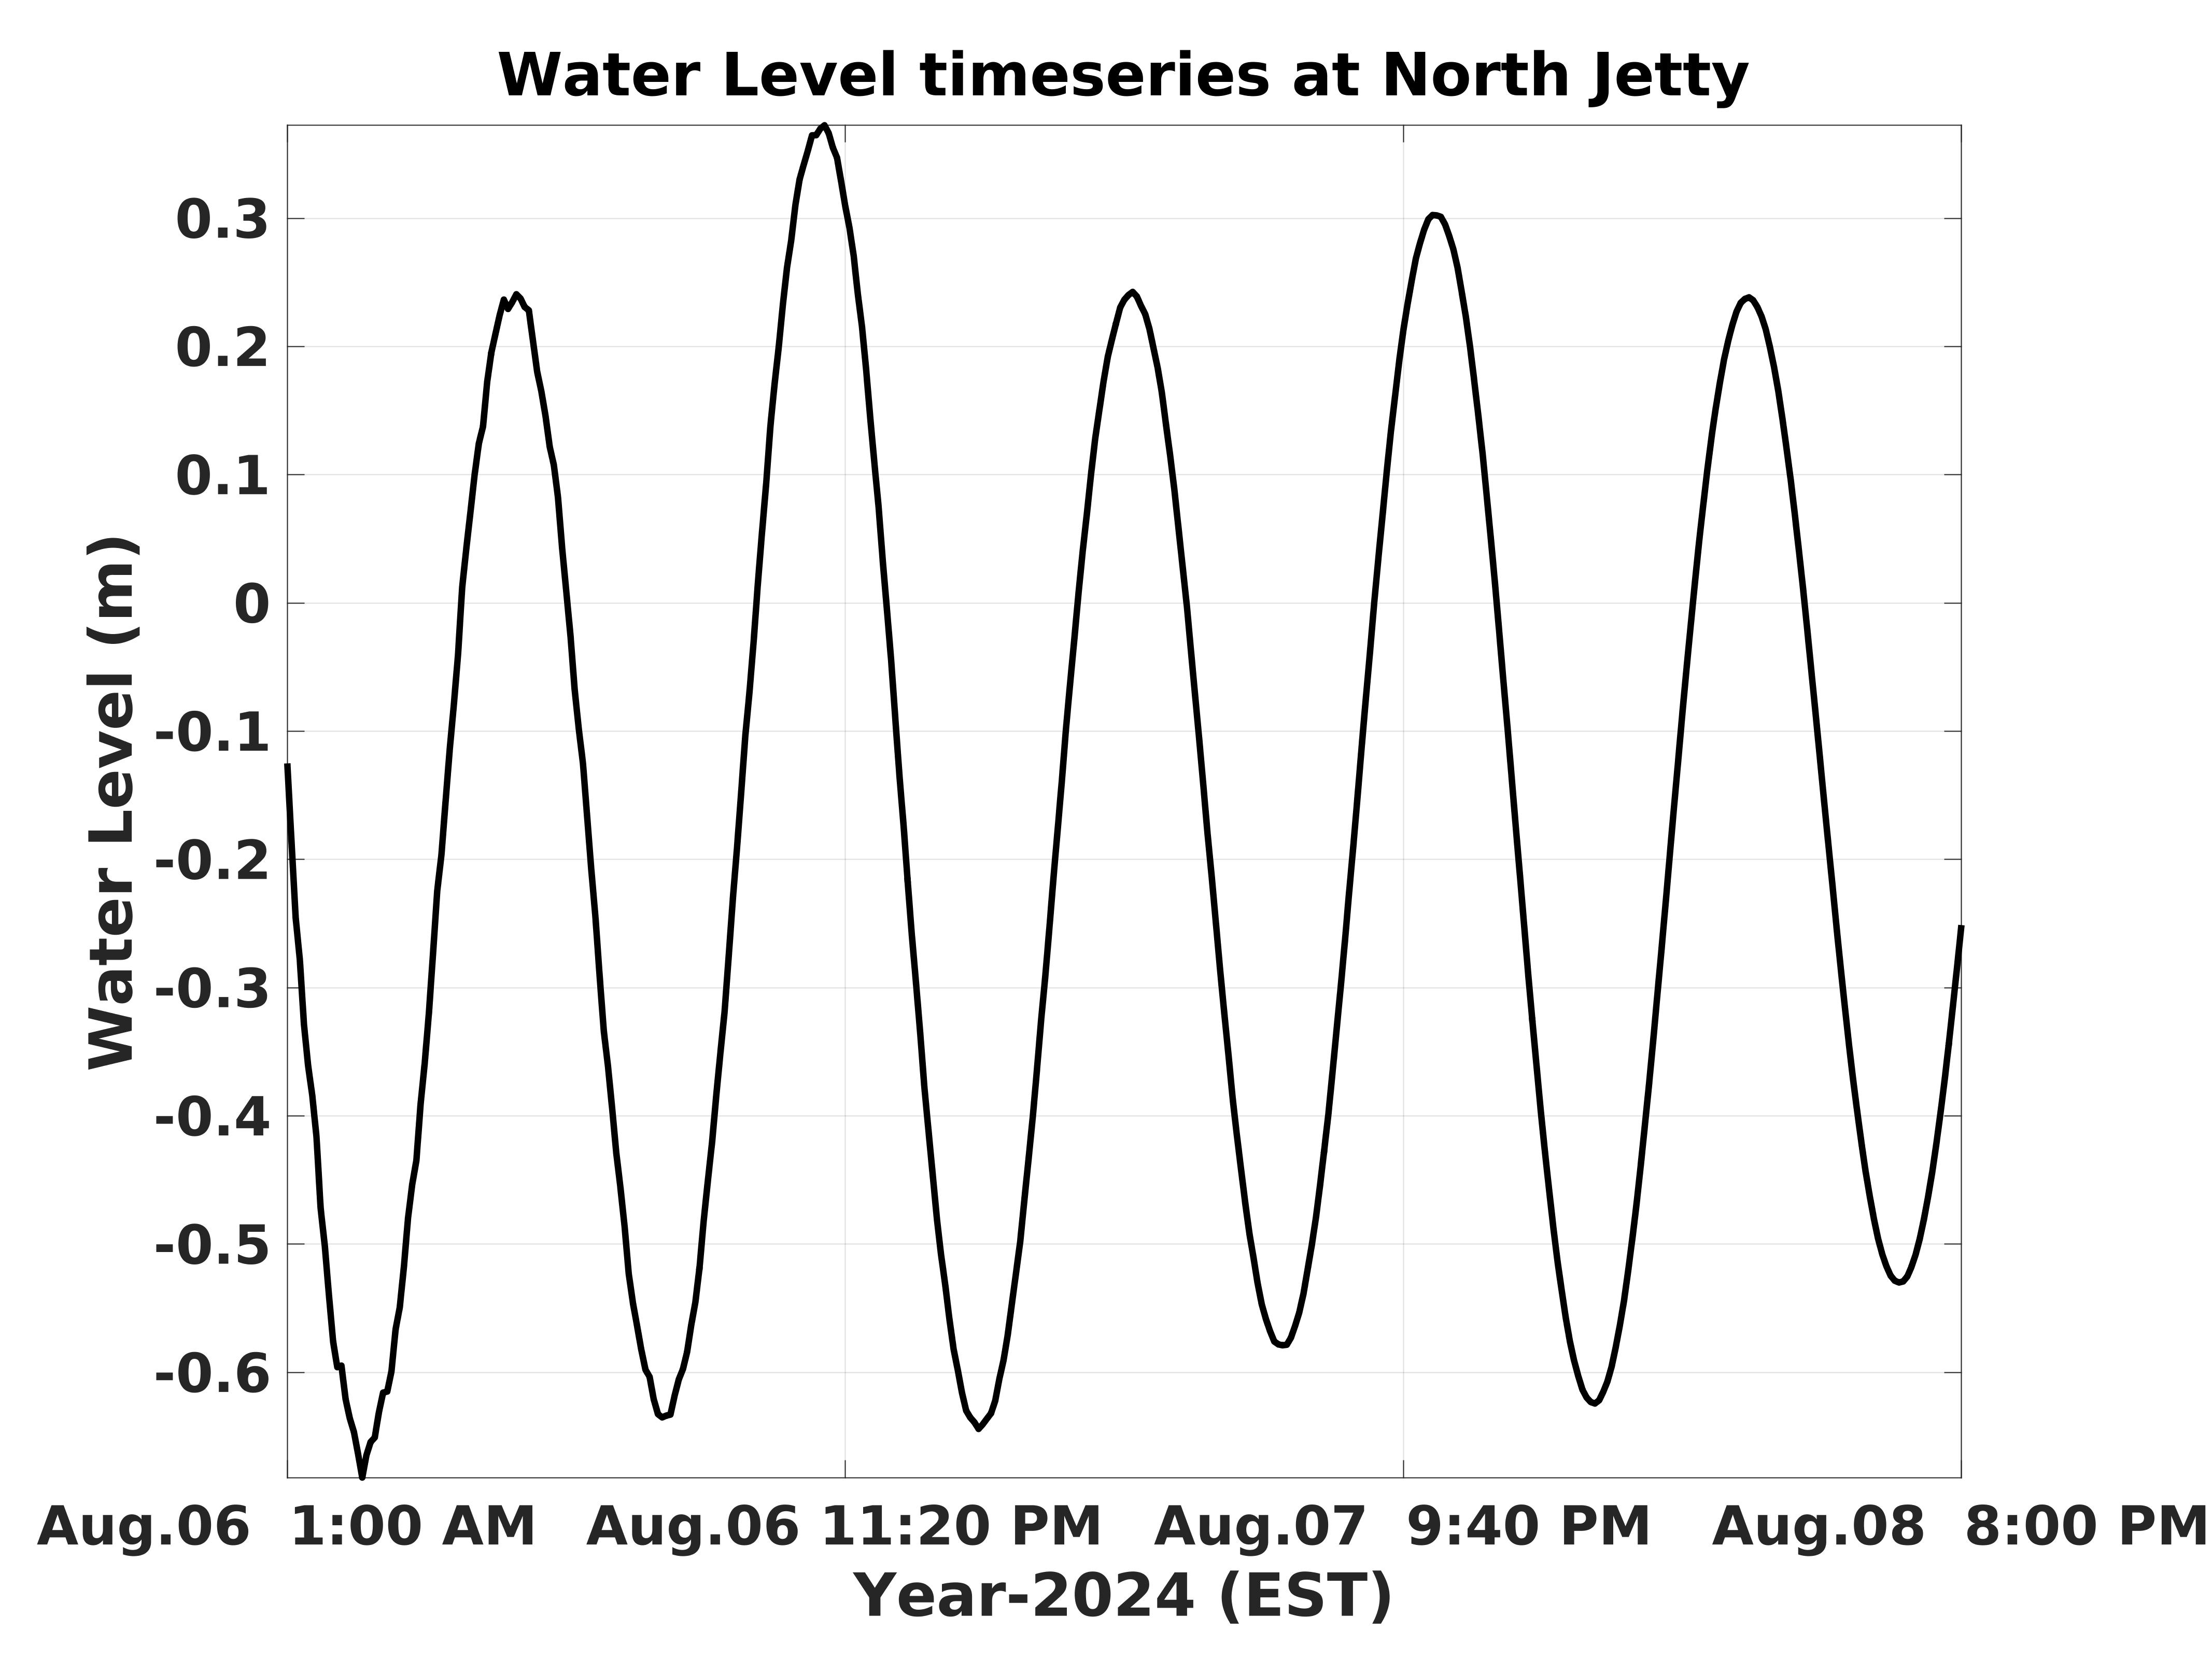 Water Level timeseries at North Jetty
Water Level (m)
0.3
0.2
0.1
0
-0.1
-0.2
-0.3
-0.4
-0.5
-0.6
Aug.06  1:00 AM Aug.06 11:20 PM Aug.07  9:40 PM Aug.08  8:00 PM
Year-2024 (EST)